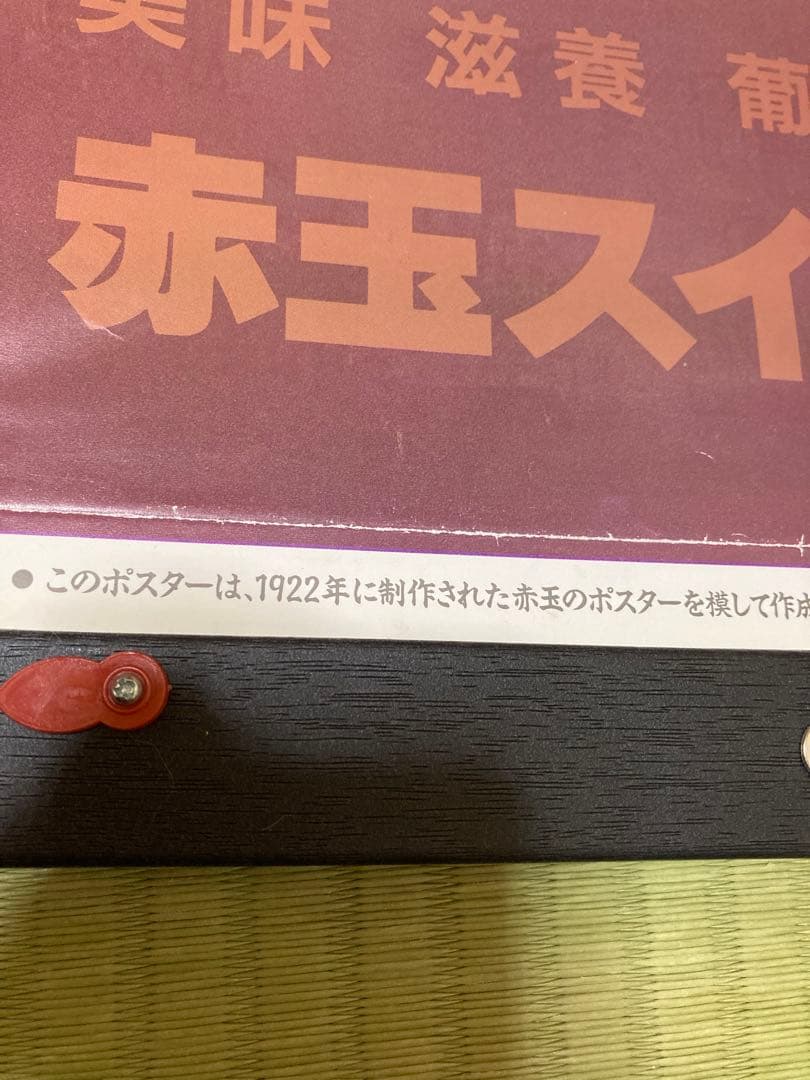 美味 滋養 葡
赤玉スイ
● このポスターは、1922年に制作された赤玉のポスターを模して作成